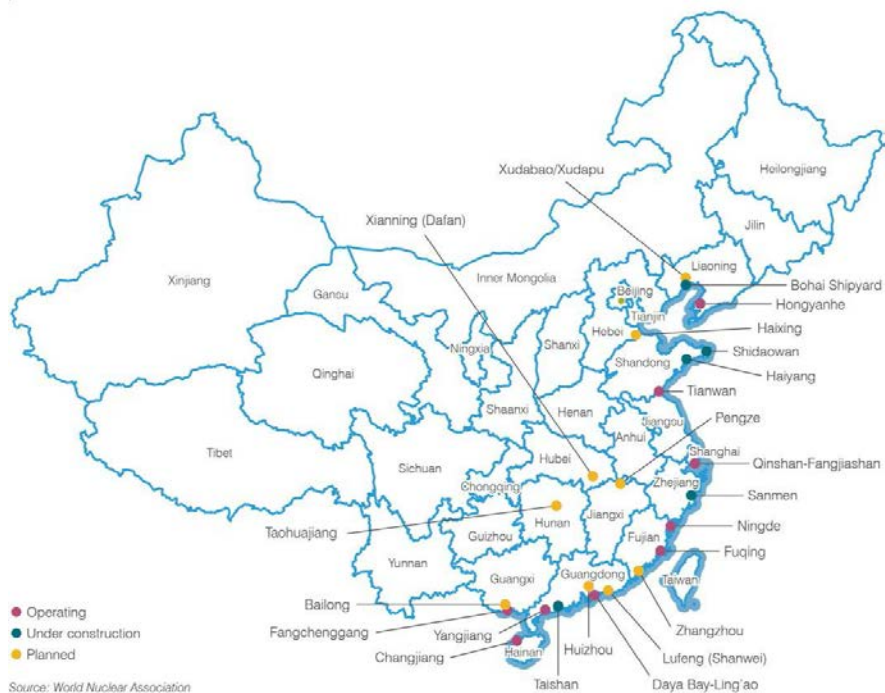 Heilongjiang
Xudabao/Xudapu
Jilin
Xianning (Dafan)
Liaoning
Xinjiang
Inner Mongolia
Bohai Shipyard
Gansu
Beijing
Hongyanhe
Tianjin
Hebei
Haixing
Ningxia
Shanxi
Shidaowan
Qinghai
Shandong
Haiyang
Tianwan
Shaanxi
Henan
Jiangsu
Pengze
Anhui
Tibet
Shanghai
Hubei
Qinshan-Fangjiashan
Sichuan
Zhejiang
Chongqing
Sanmen
Taohuajiang
Hunan
Jiangxi
Ningde
Guizhou
Fujian
Fuqing
Yunnan
Guangxi
Guangdong
Taiwan
Operating
Bailong
Under construction
Fangchenggang
Yangjiang
Zhangzhou
Planned
Changjiang
Hainan
Huizhou
Lufeng (Shanwei)
Taishan
Daya Bay-Ling'ao
Source: World Nuclear Association